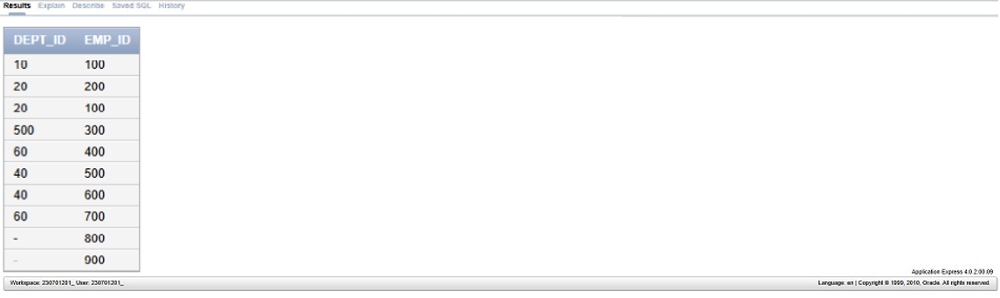 Results Explain Describe Saved SQL History
DEPT_ID EMP_ID
10 100
20 200
20 100
500 300
60 400
40 500
40 600
60 700
- 800
- 900
Application Express 4.0.2.00.09
Workspace: 230701201_ User: 230701201_ Language: en | Copyright © 1999, 2010, Oracle. All rights reserved.